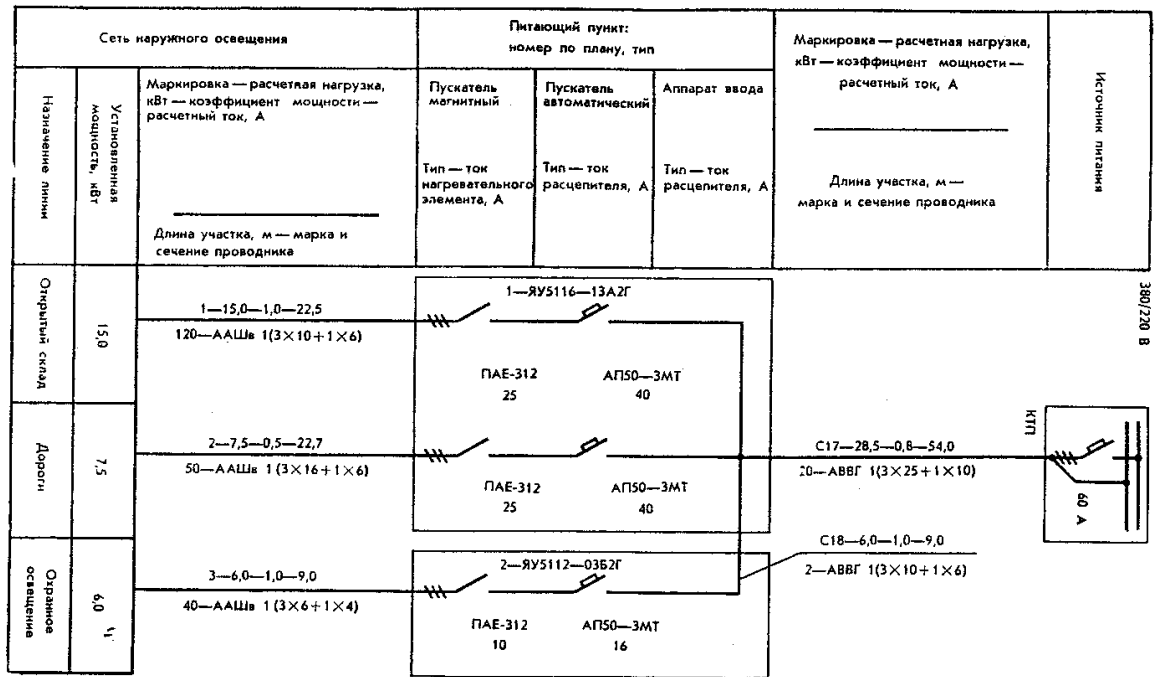 Сеть наружного освещения
Питающий пункт:
номер по плану, тип
Маркировка — расчетная нагрузка,
кВт — коэффициент мощности —
расчетный ток, А
Длина участка, м —
марка и сечение проводника
Источник питания
Назначение линии
Установленная
мощность, кВт
Маркировка — расчетная нагрузка,
кВт — коэффициент мощности —
расчетный ток, А
Длина участка, м — марка и
сечение проводника
Пускатель
магнитный
Тип — ток
нагревательного
элемента, А
Пускатель
автоматический
Тип — ток
расцепителя, А
Аппарат ввода
Тип — ток
расцепителя, А
Открытый склад
15,0
1—15,0—1,0—22,5
120—ААШв 1(3×10+1×6)
1—ЯУ5116—13А2Г
ПАЕ-312
25
АП50—3МТ
40
380/220 В
Дороги
7,5
2—7,5—0,5—22,7
50—ААШв 1(3×16+1×6)
ПАЕ-312
25
АП50—3МТ
40
С17—28,5—0,8—54,0
20—АВВГ 1(3×25+1×10)
КТП
60 А
Охранное
освещение
6,0
3—6,0—1,0—9,0
40—ААШв 1(3×6+1×4)
2—ЯУ5112—03Б2Г
ПАЕ-312
10
АП50—3МТ
16
С18—6,0—1,0—9,0
2—АВВГ 1(3×10+1×6)